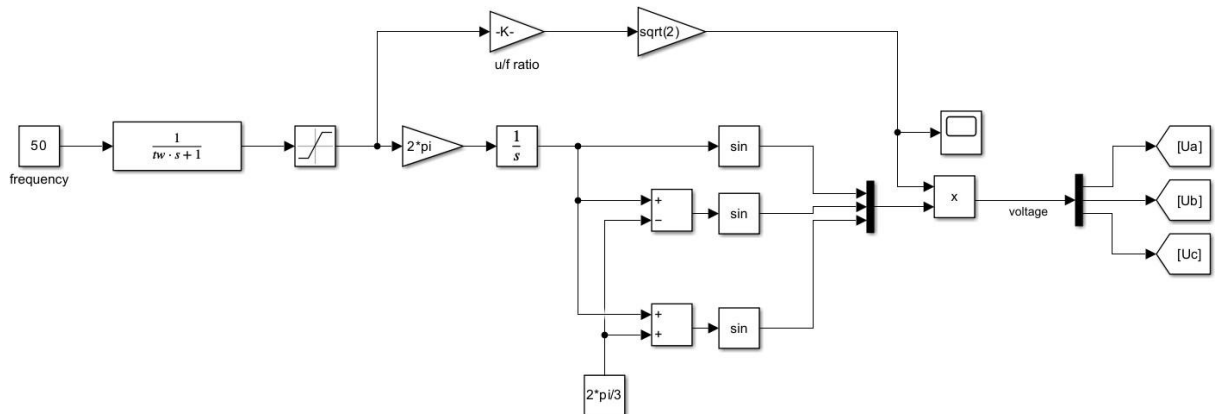 -K-
sqrt(2)
u/f ratio
50
1
tw · s + 1
2*pi
1
s
sin
[Ua]
frequency
+
−
sin
x
voltage
[Ub]
[Uc]
+
+
sin
2*pi/3